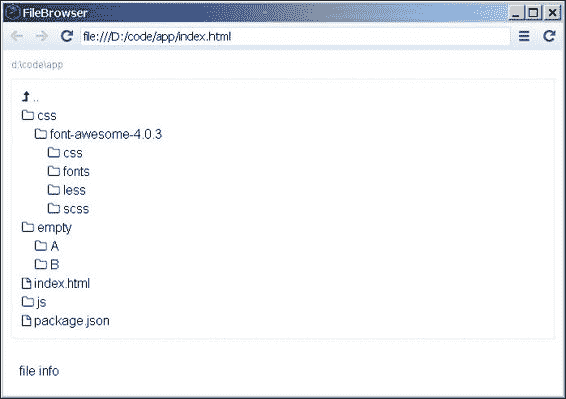 FileBrowser
file:///D:/code/app/index.html
d:\code\app
..
css
font-awesome-4.0.3
css
fonts
less
scss
empty
A
B
index.html
js
package.json
file info